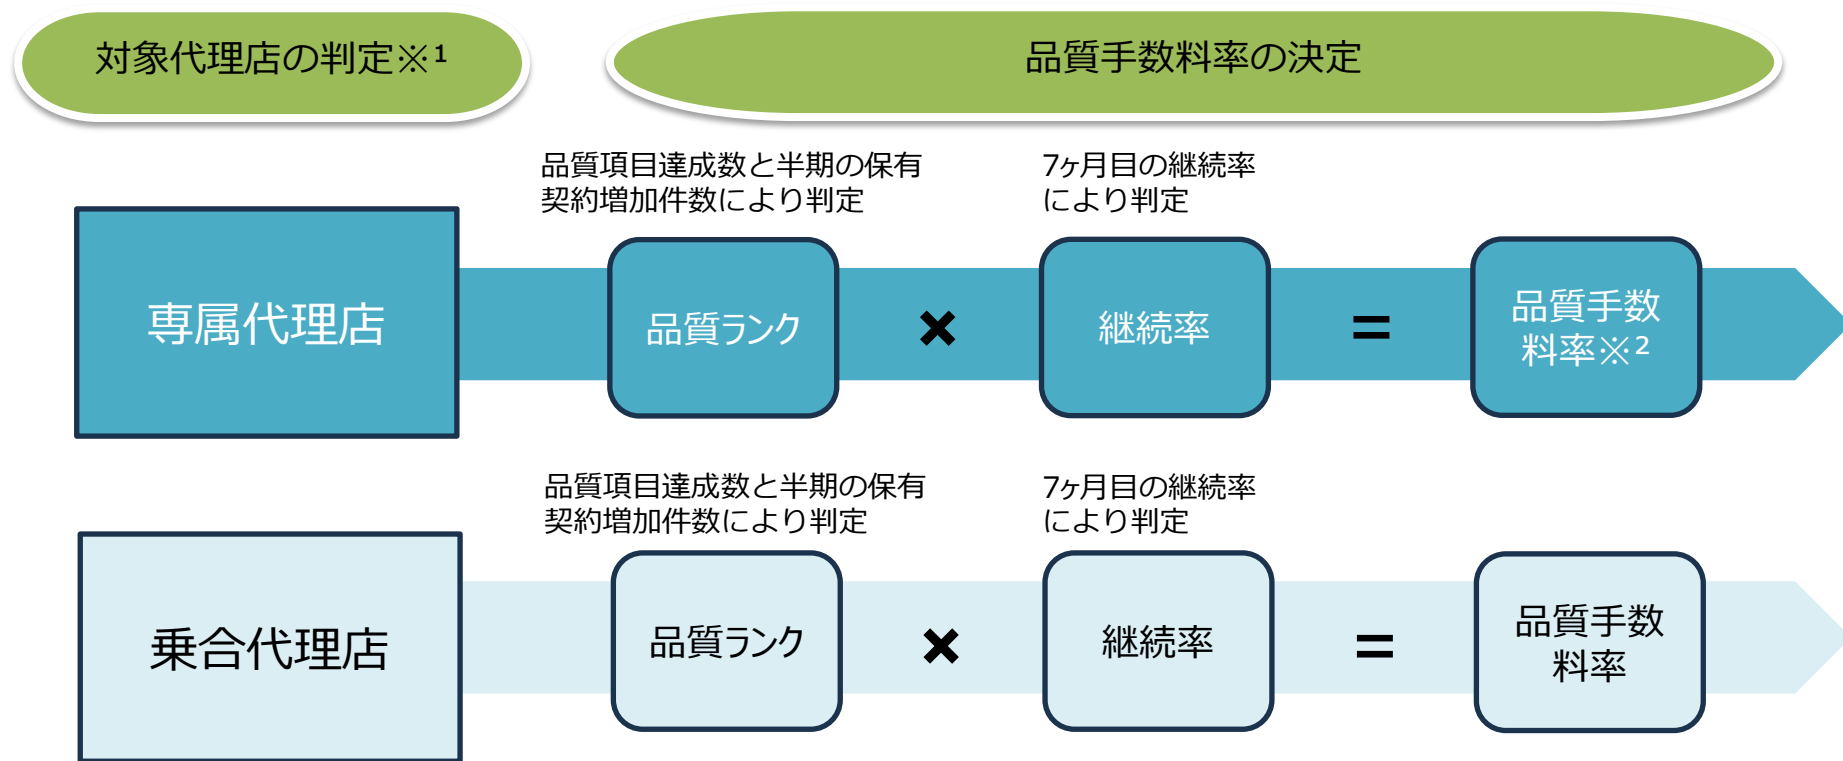 対象代理店の判定※¹
品質手数料率の決定
品質項目達成数と半期の保有
契約増加件数により判定
7ヶ月目の継続率
により判定
専属代理店
品質ランク
×
継続率
=
品質手数
料率※²
品質項目達成数と半期の保有
契約増加件数により判定
7ヶ月目の継続率
により判定
乗合代理店
品質ランク
×
継続率
=
品質手数
料率